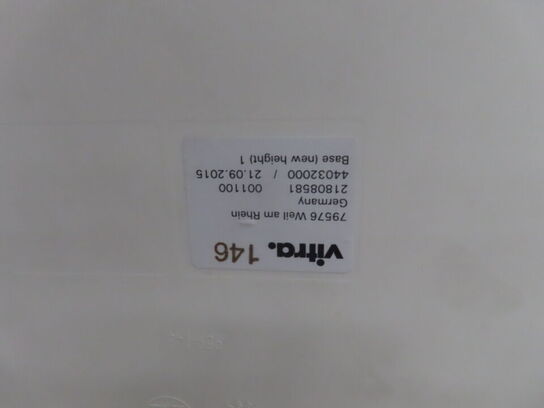 vitra. 146
79576 Weil am Rhein
Germany
21808581 001100
44032000 / 21.09.2015
Base (new height) 1